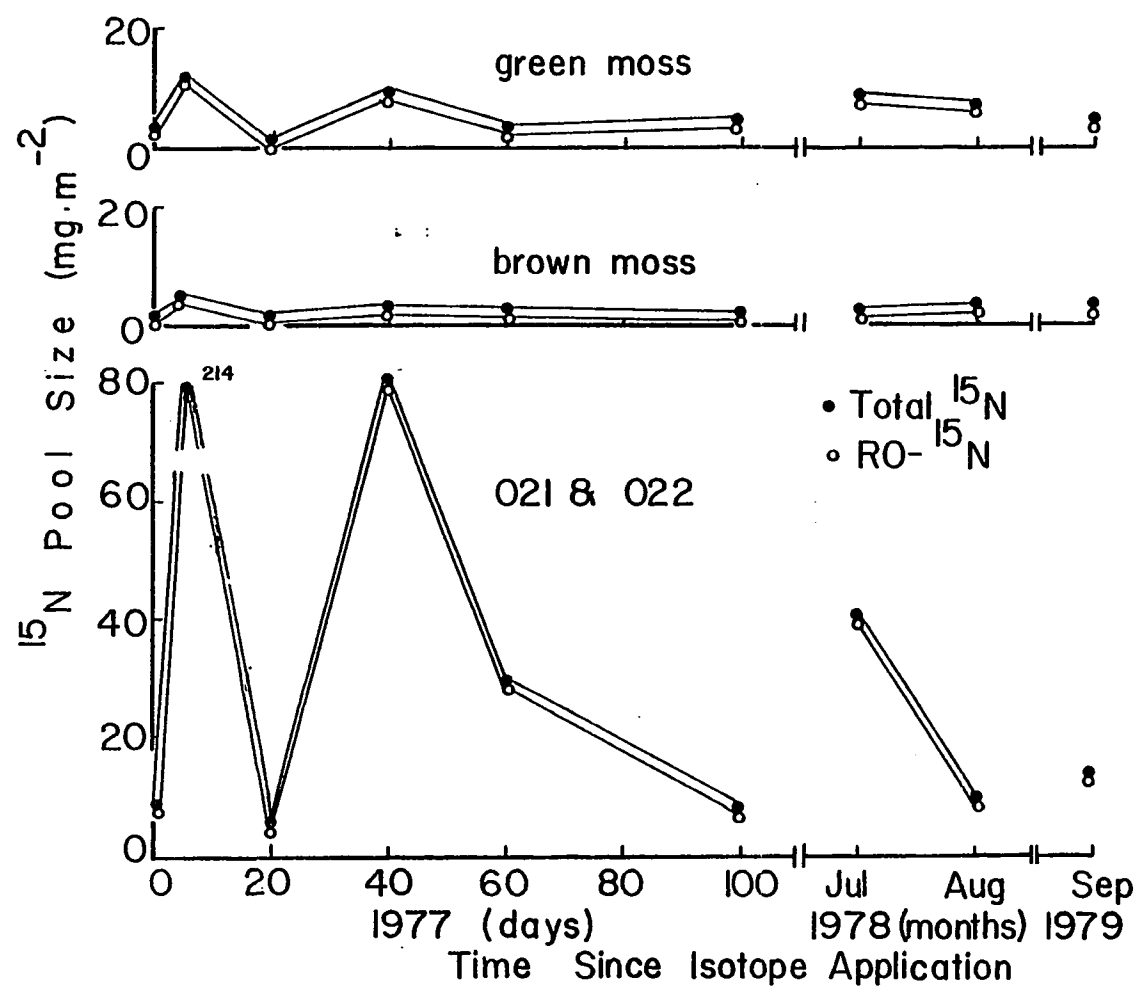 20
green moss
0
20
brown moss
0
80
214
● Total ¹⁵N
○ RO-¹⁵N
60
021 & 022
40
20
0
0 20 40 60 80 100 Jul Aug Sep
1977 (days) 1978 (months) 1979
Time Since Isotope Application
¹⁵N Pool Size (mg·m⁻²)